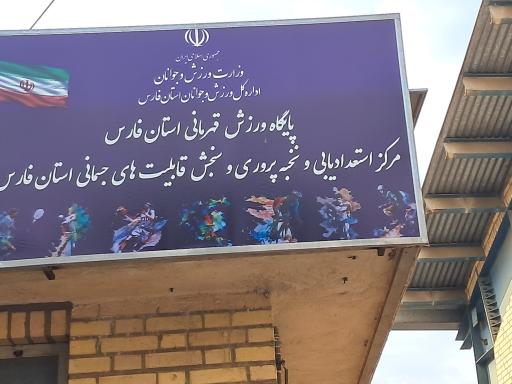 جمهوری اسلامی ایران
وزارت ورزش و جوانان
اداره کل ورزش و جوانان استان فارس
پایگاه ورزش قهرمانی استان فارس
مرکز استعدادیابی و نخبه پروری و سنجش قابلیت های جسمانی استان فارس